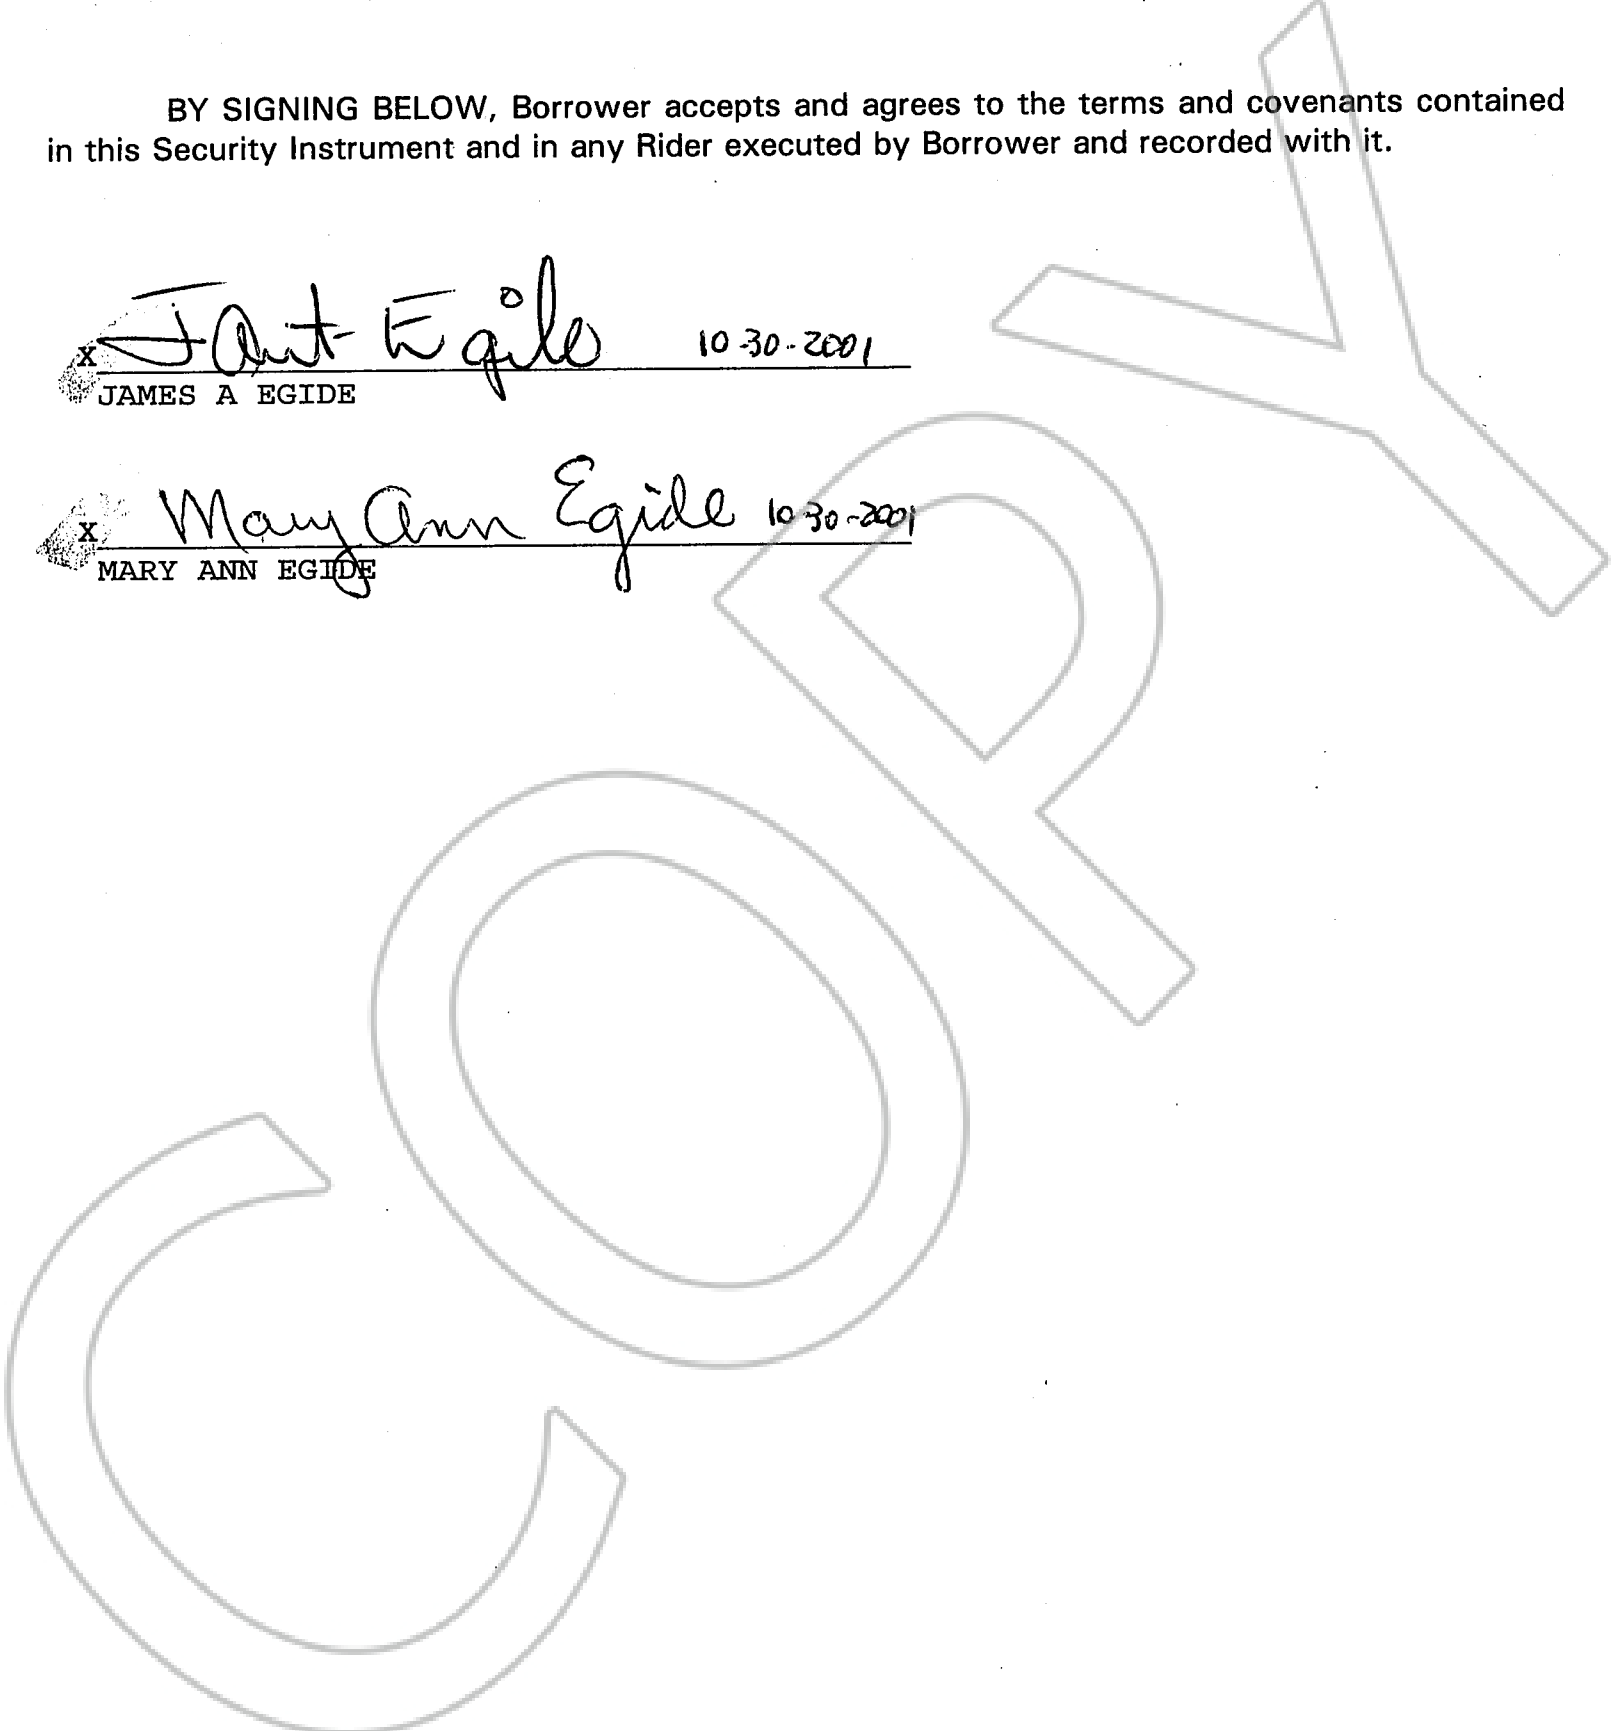 BY SIGNING BELOW, Borrower accepts and agrees to the terms and covenants contained
in this Security Instrument and in any Rider executed by Borrower and recorded with it.
x Egide 10-30-2001
JAMES A EGIDE
x Mary Ann Egide 10-30-2001
MARY ANN EGIDE
COPY